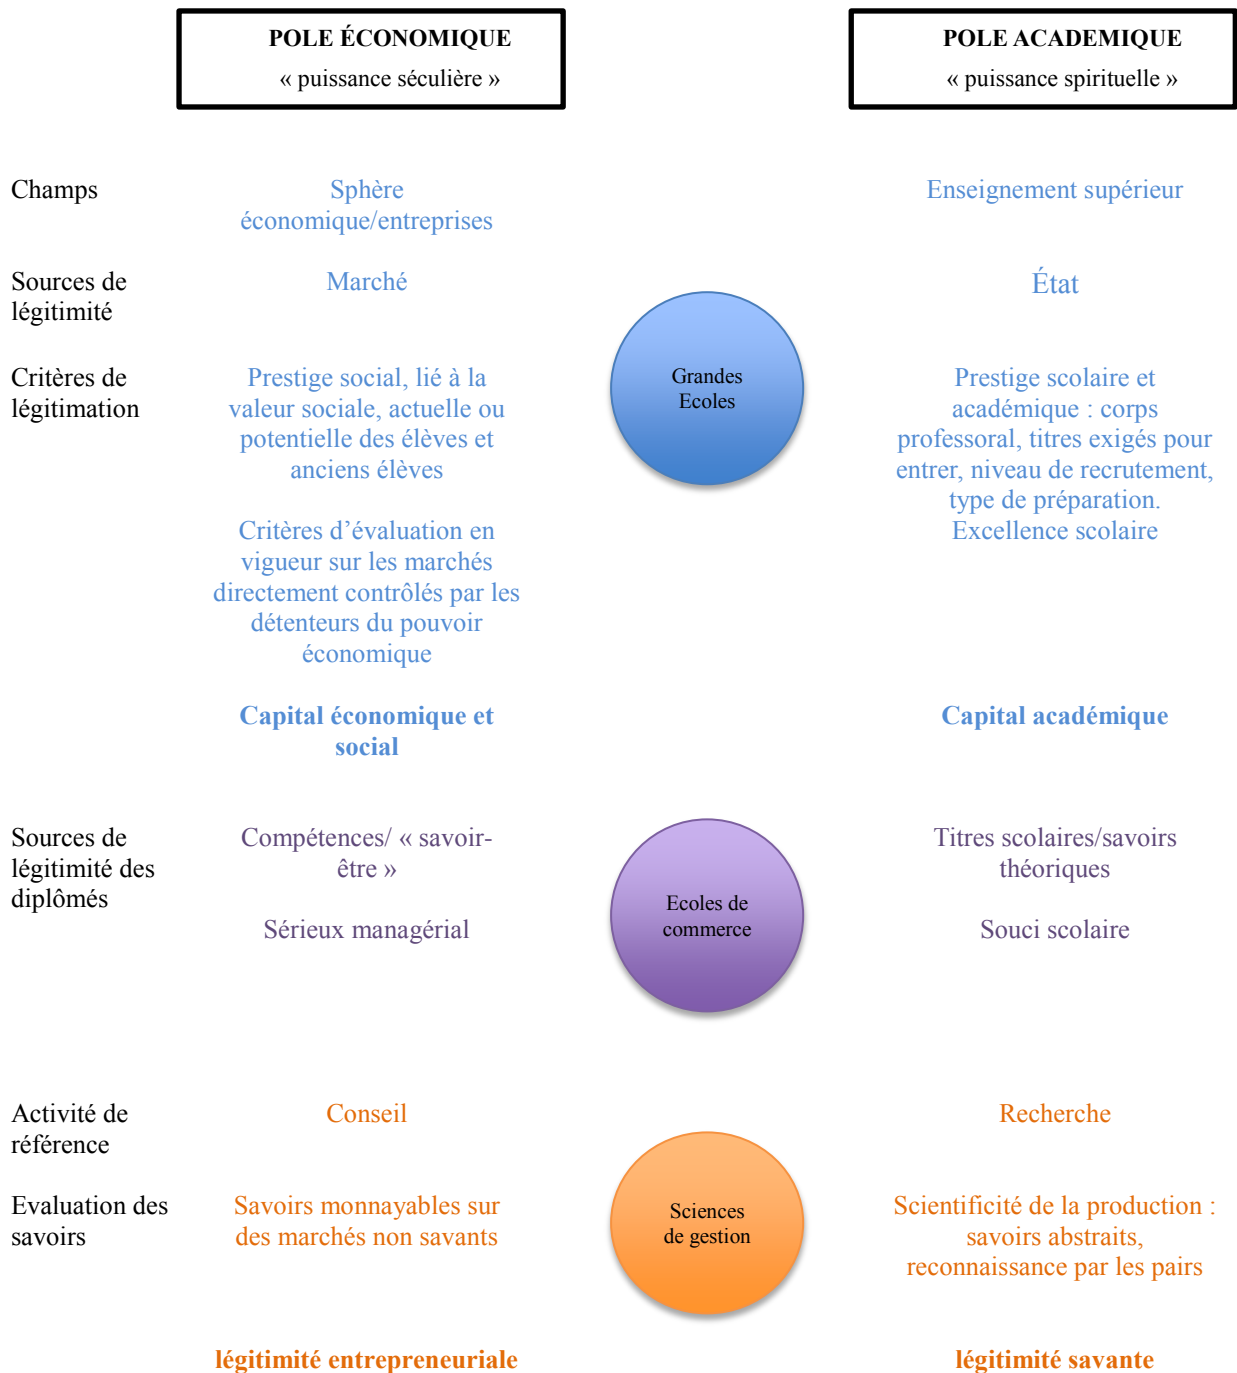 POLE ÉCONOMIQUE
« puissance séculière »
POLE ACADEMIQUE
« puissance spirituelle »
Champs
Sphère
économique/entreprises
Enseignement supérieur
Sources de
légitimité
Marché
État
Critères de
légitimation
Prestige social, lié à la
valeur sociale, actuelle ou
potentielle des élèves et
anciens élèves
Critères d’évaluation en
vigueur sur les marchés
directement contrôlés par les
détenteurs du pouvoir
économique
Grandes
Ecoles
Prestige scolaire et
académique : corps
professoral, titres exigés pour
entrer, niveau de recrutement,
type de préparation.
Excellence scolaire
Capital économique et
social
Capital académique
Sources de
légitimité des
diplômés
Compétences/ « savoir-
être »
Sérieux managérial
Ecoles de
commerce
Titres scolaires/savoirs
théoriques
Souci scolaire
Activité de
référence
Conseil
Recherche
Evaluation des
savoirs
Savoirs monnayables sur
des marchés non savants
Sciences
de gestion
Scientificité de la production :
savoirs abstraits,
reconnaissance par les pairs
légitimité entrepreneuriale
légitimité savante